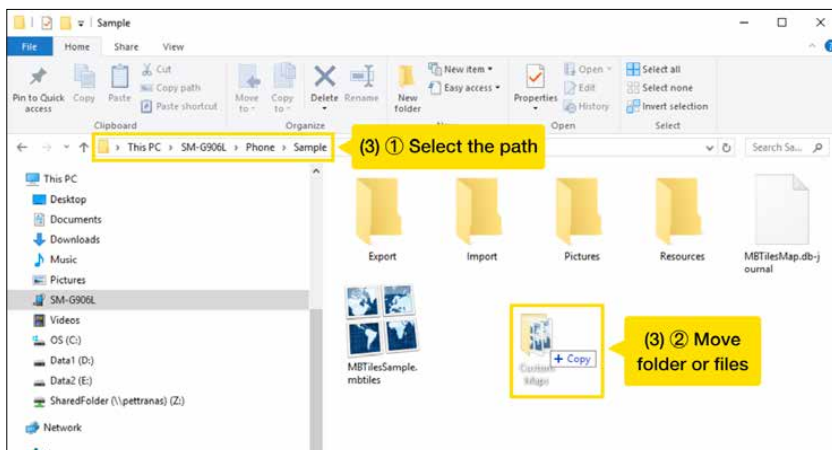 Sample
File Home Share View
Pin to Quick access
Copy
Paste
Cut
Copy path
Paste shortcut
Clipboard
Move to
Copy to
Delete
Rename
Organize
New folder
New item
Easy access
Properties
Open
Edit
History
Open
Select all
Select none
Invert selection
Select
This PC > SM-G906L > Phone > Sample
(3) ① Select the path
Search Sa...
This PC
Desktop
Documents
Downloads
Music
Pictures
SM-G906L
Videos
OS (C:)
Data1 (D:)
Data2 (E:)
SharedFolder (\\pettranas) (Z:)
Network
Export
Import
Pictures
Resources
MBTilesMap.db-j
ournal
MBTilesSample.
mbtiles
Custom
Maps
+ Copy
(3) ② Move
folder or files